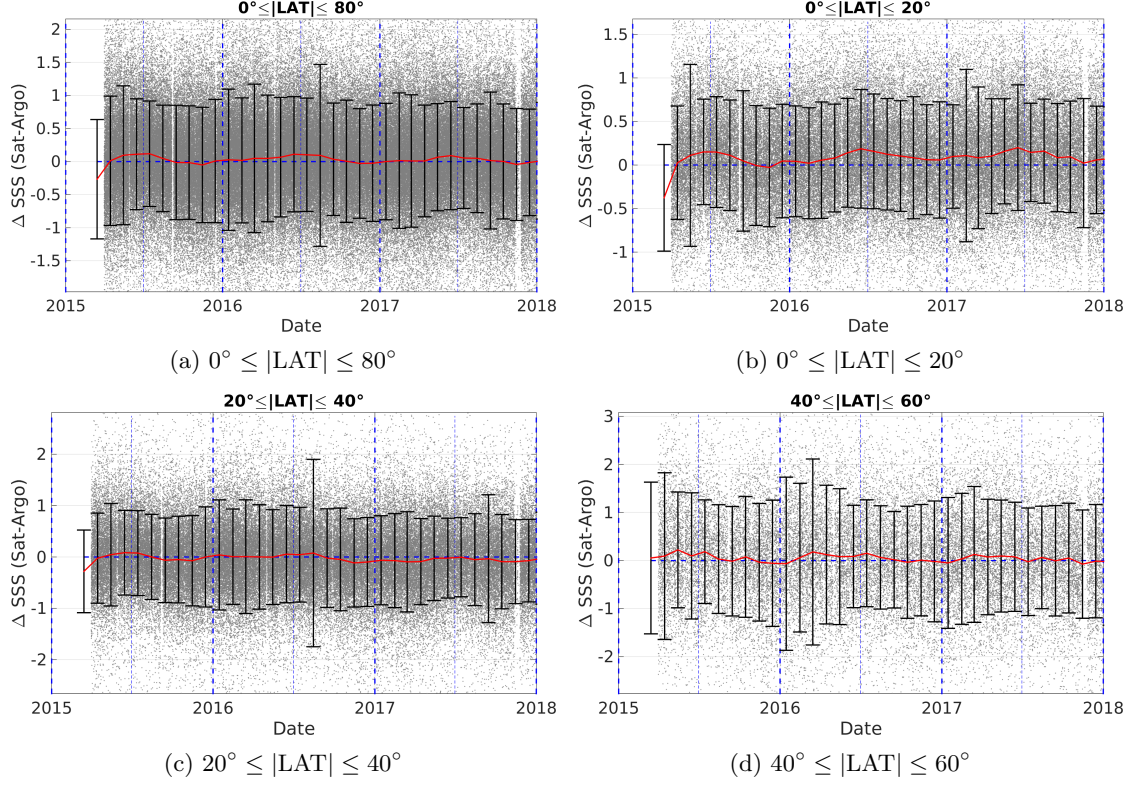 0°≤|LAT|≤ 80°
Δ SSS (Sat-Argo)
2
1.5
1
0.5
0
-0.5
-1
-1.5
2015 2016 2017 2018
Date
(a) 0° ≤ |LAT| ≤ 80°
0°≤|LAT|≤ 20°
Δ SSS (Sat-Argo)
1.5
1
0.5
0
-0.5
-1
2015 2016 2017 2018
Date
(b) 0° ≤ |LAT| ≤ 20°
20°≤|LAT|≤ 40°
Δ SSS (Sat-Argo)
2
1
0
-1
-2
2015 2016 2017 2018
Date
(c) 20° ≤ |LAT| ≤ 40°
40°≤|LAT|≤ 60°
Δ SSS (Sat-Argo)
3
2
1
0
-1
-2
2015 2016 2017 2018
Date
(d) 40° ≤ |LAT| ≤ 60°